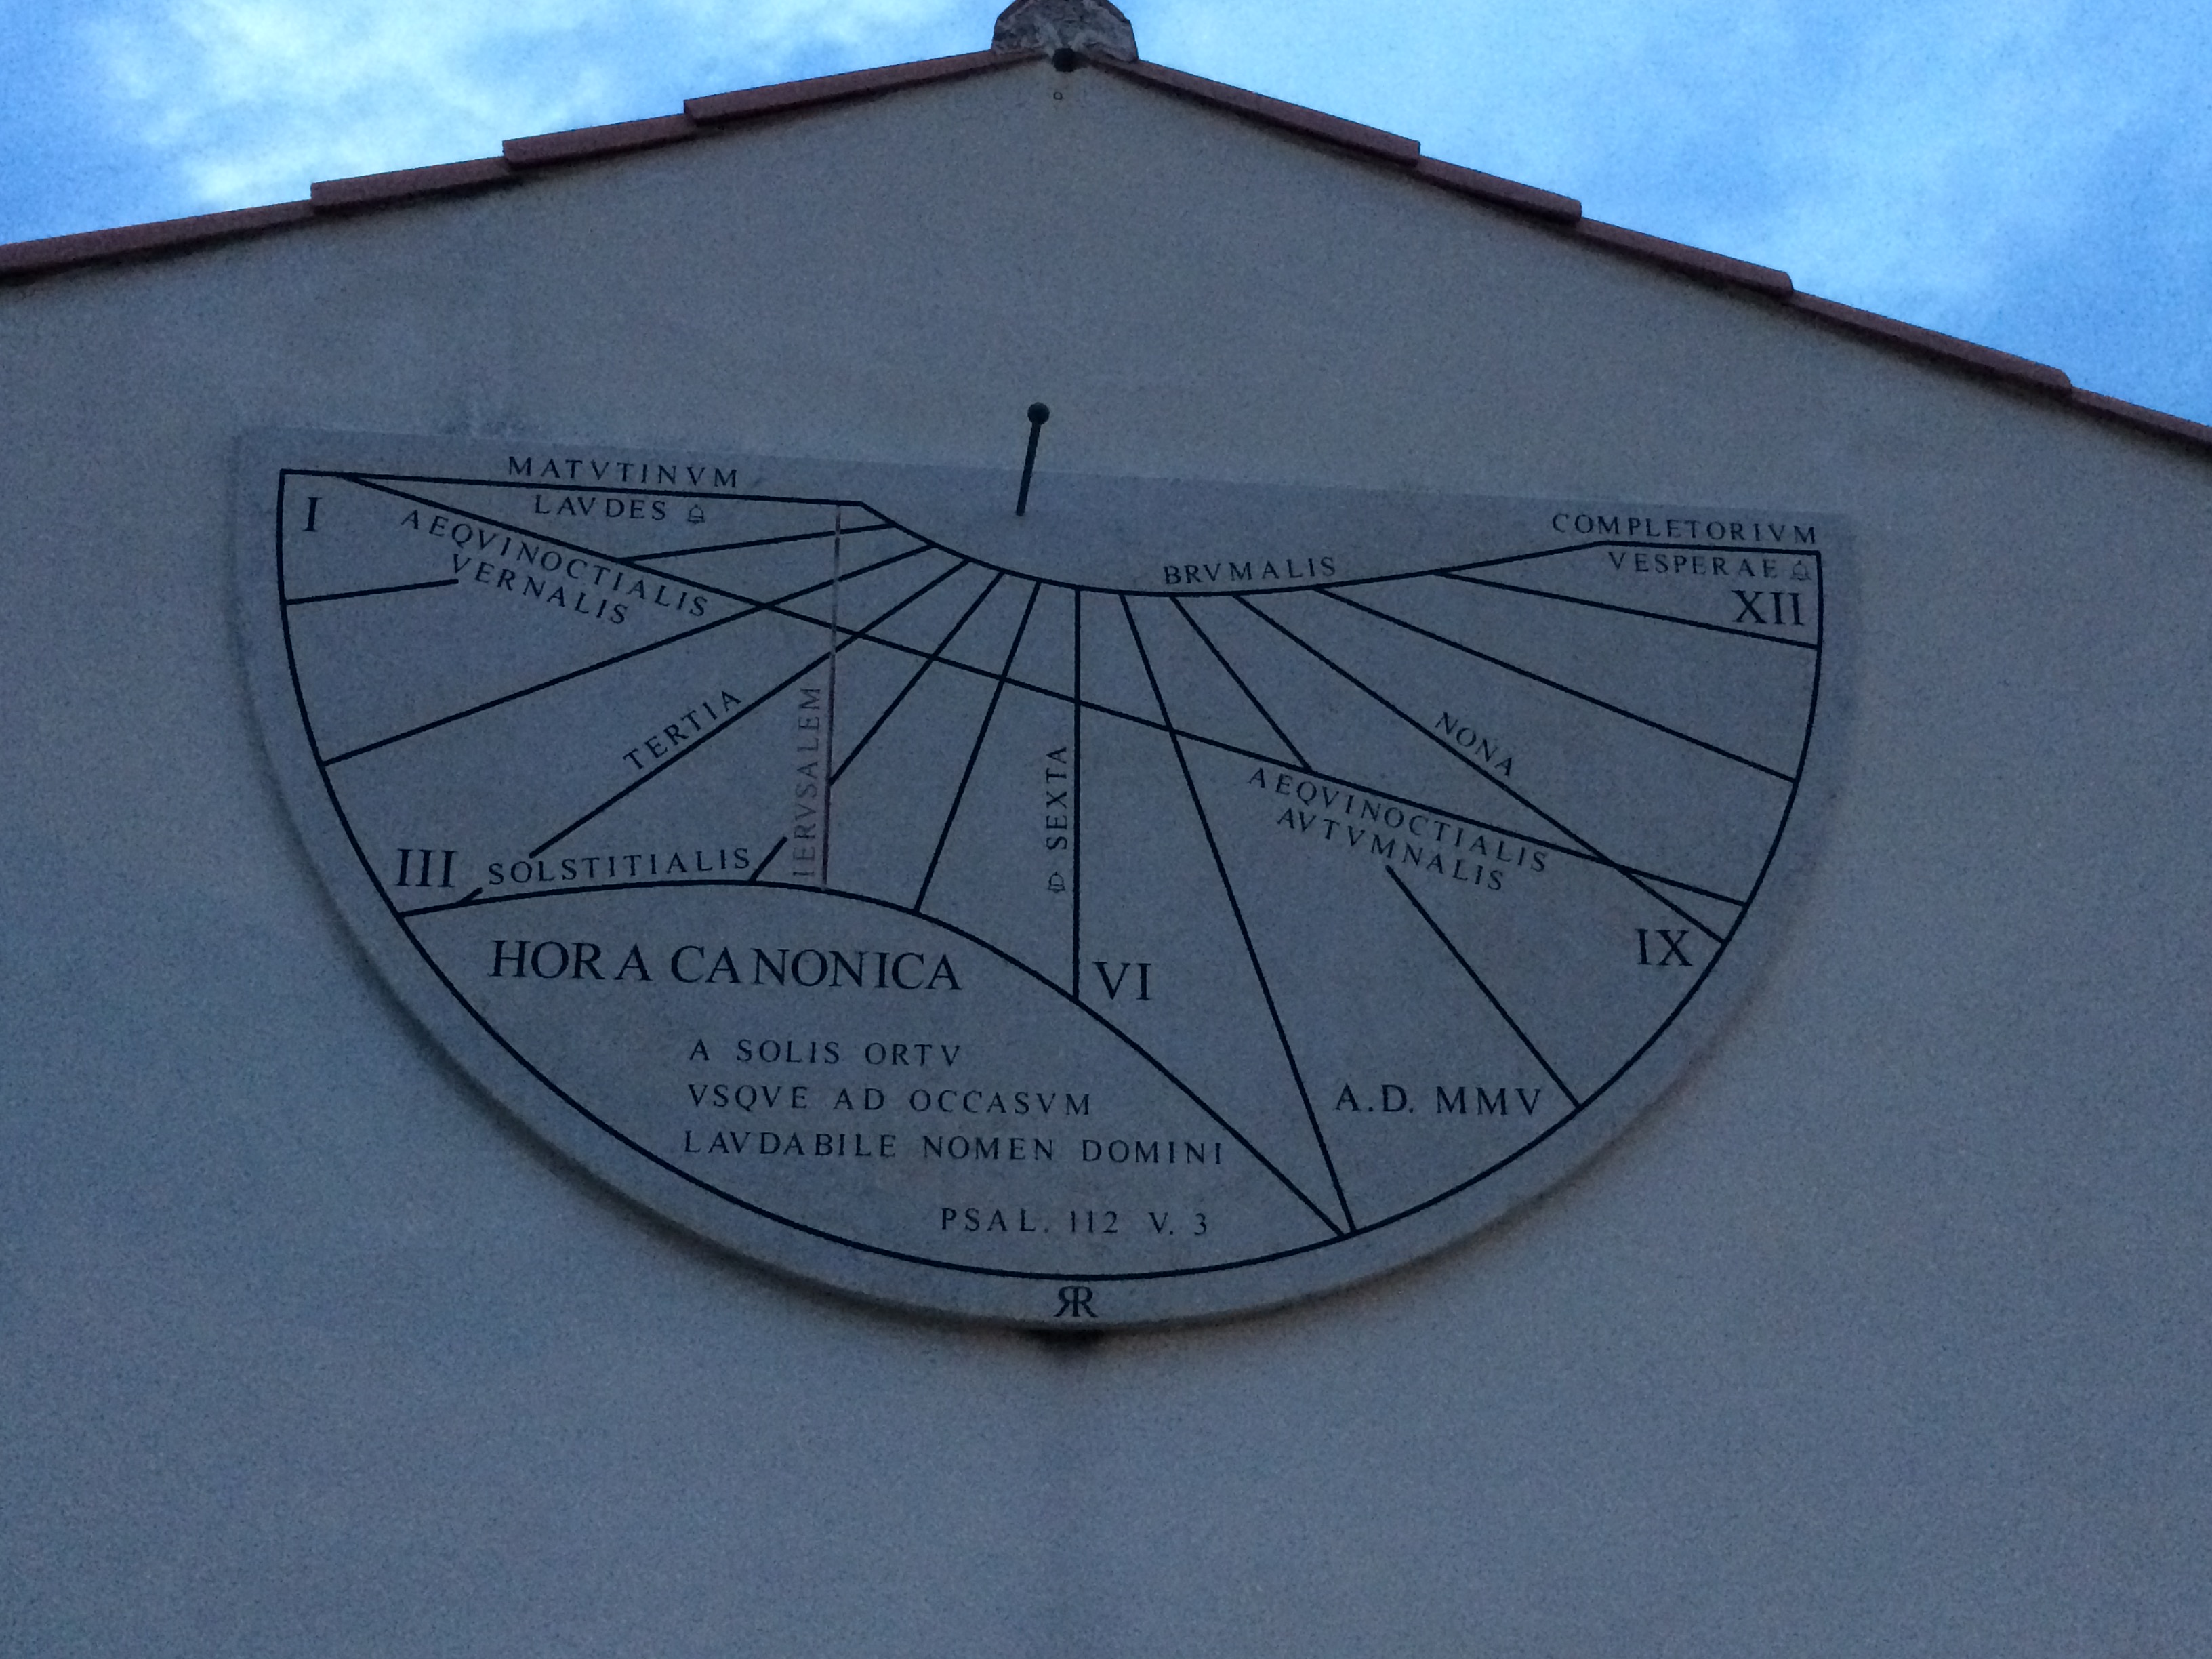 MATVTINVM
LAVDES
I
AEQVINOCTIALIS
VERNALIS
BRVMALIS
COMPLETORIVM
VESPERAE
XII
TERTIA
IERVSALEM
SEXTA
NONA
AEQVINOCTIALIS
AVTVMNALIS
III
SOLSTITIALIS
VI
IX
HORA CANONICA
A SOLIS ORTV
VSQVE AD OCCASVM
LAVDABILE NOMEN DOMINI
PSAL. 112 V. 3
A.D. MMV